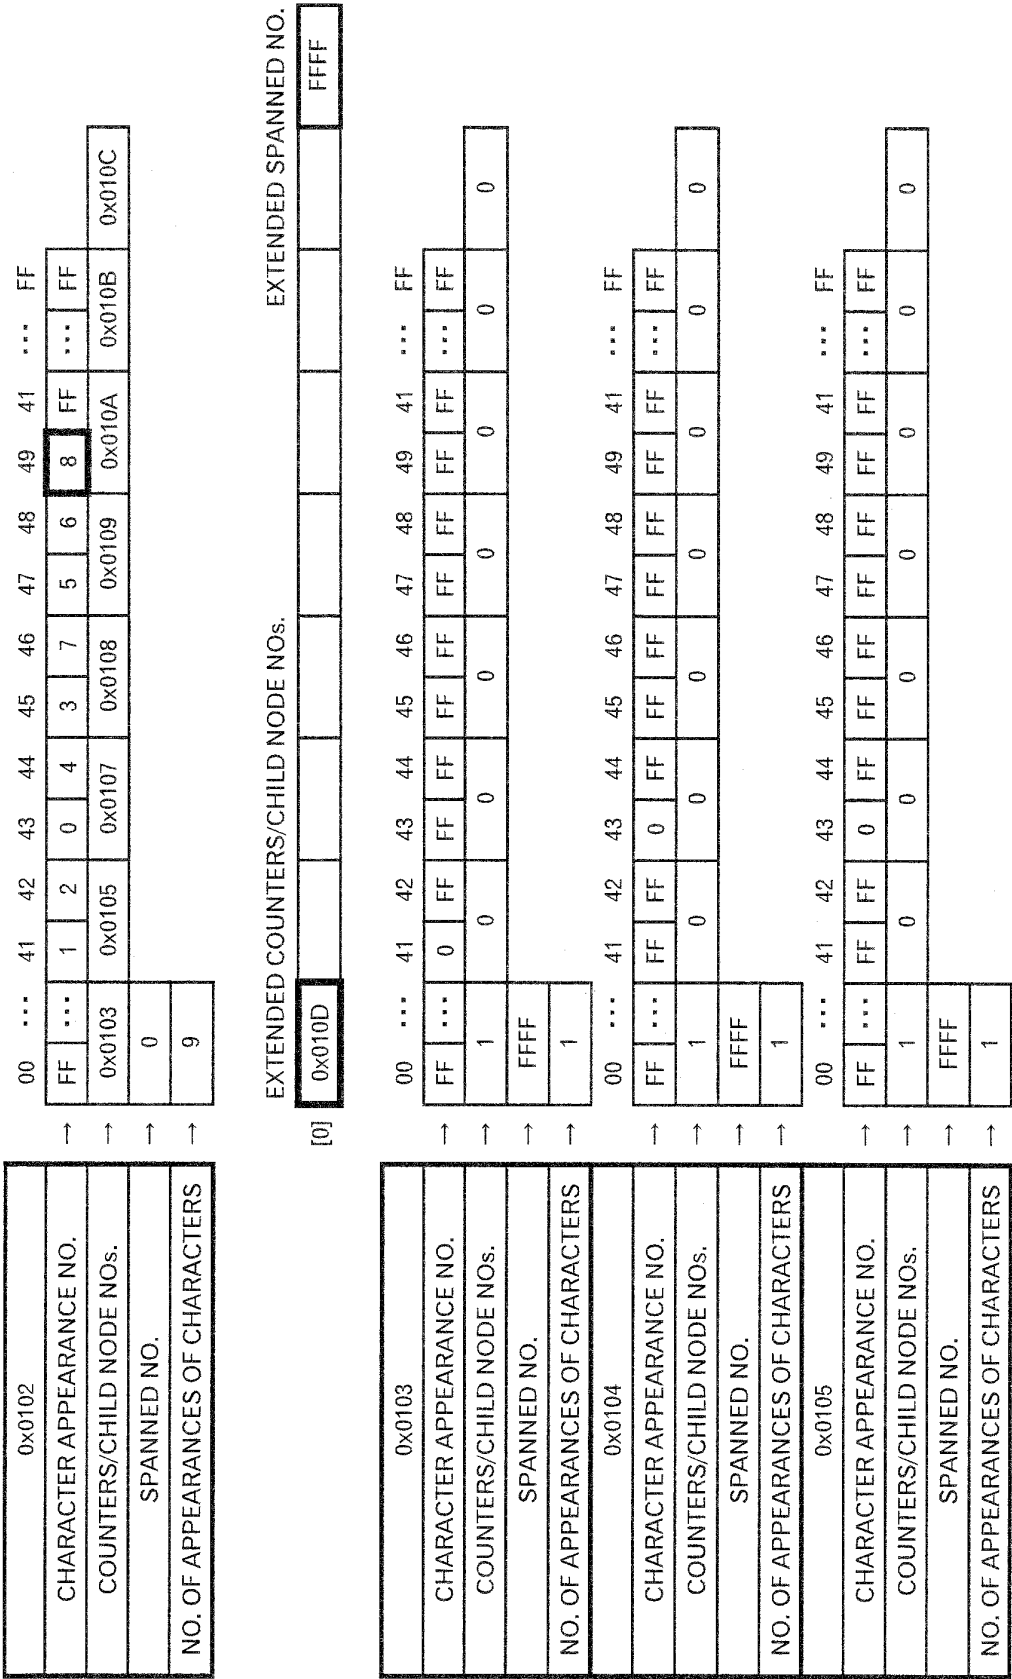 0x0102
00 ... 41 42 43 44 45 46 47 48 49 41 ... FF
CHARACTER APPEARANCE NO. → FF ... 1 2 0 4 3 7 5 6 8 FF ... FF
COUNTERS/CHILD NODE NOs. → 0x0103 0x0105 0x0107 0x0108 0x0109 0x010A 0x010B 0x010C
SPANNED NO. → 0
NO. OF APPEARANCES OF CHARACTERS → 9
EXTENDED COUNTERS/CHILD NODE NOs. EXTENDED SPANNED NO.
[0] 0x010D FFFF
0x0103
00 ... 41 42 43 44 45 46 47 48 49 41 ... FF
CHARACTER APPEARANCE NO. → FF ... 0 FF FF FF FF FF FF FF FF FF ... FF
COUNTERS/CHILD NODE NOs. → 1 0 0 0 0 0 0 0
SPANNED NO. → FFFF
NO. OF APPEARANCES OF CHARACTERS → 1
0x0104
00 ... 41 42 43 44 45 46 47 48 49 41 ... FF
CHARACTER APPEARANCE NO. → FF ... FF FF 0 FF FF FF FF FF FF FF ... FF
COUNTERS/CHILD NODE NOs. → 1 0 0 0 0 0 0 0
SPANNED NO. → FFFF
NO. OF APPEARANCES OF CHARACTERS → 1
0x0105
00 ... 41 42 43 44 45 46 47 48 49 41 ... FF
CHARACTER APPEARANCE NO. → FF ... FF FF 0 FF FF FF FF FF FF FF ... FF
COUNTERS/CHILD NODE NOs. → 1 0 0 0 0 0 0 0
SPANNED NO. → FFFF
NO. OF APPEARANCES OF CHARACTERS → 1